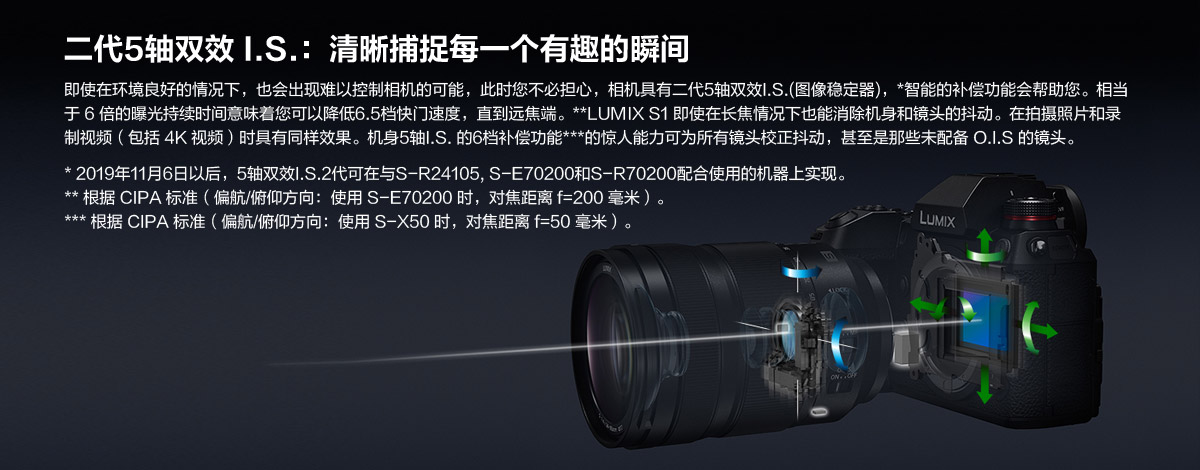 二代5轴双效 I.S.：清晰捕捉每一个有趣的瞬间
即使在环境良好的情况下，也会出现难以控制相机的可能，此时您不必担心，相机具有二代5轴双效I.S.(图像稳定器)，*智能的补偿功能会帮助您。相当
于 6 倍的曝光持续时间意味着您可以降低6.5档快门速度，直到远焦端。**LUMIX S1 即使在长焦情况下也能消除机身和镜头的抖动。在拍摄照片和录
制视频（包括 4K 视频）时具有同样效果。机身5轴I.S. 的6档补偿功能***的惊人能力可为所有镜头校正抖动，甚至是那些未配备 O.I.S 的镜头。
* 2019年11月6日以后，5轴双效I.S.2代可在与S-R24105, S-E70200和S-R70200配合使用的机器上实现。
** 根据 CIPA 标准（偏航/俯仰方向：使用 S-E70200 时，对焦距离 f=200 毫米）。
*** 根据 CIPA 标准（偏航/俯仰方向：使用 S-X50 时，对焦距离 f=50 毫米）。
LUMIX